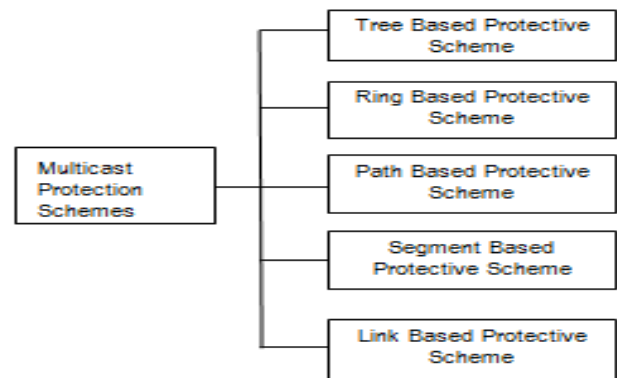 Tree Based Protective
Scheme
Ring Based Protective
Scheme
Multicast
Protection
Schemes
Path Based Protective
Scheme
Segment Based
Protective Scheme
Link Based Protective
Scheme